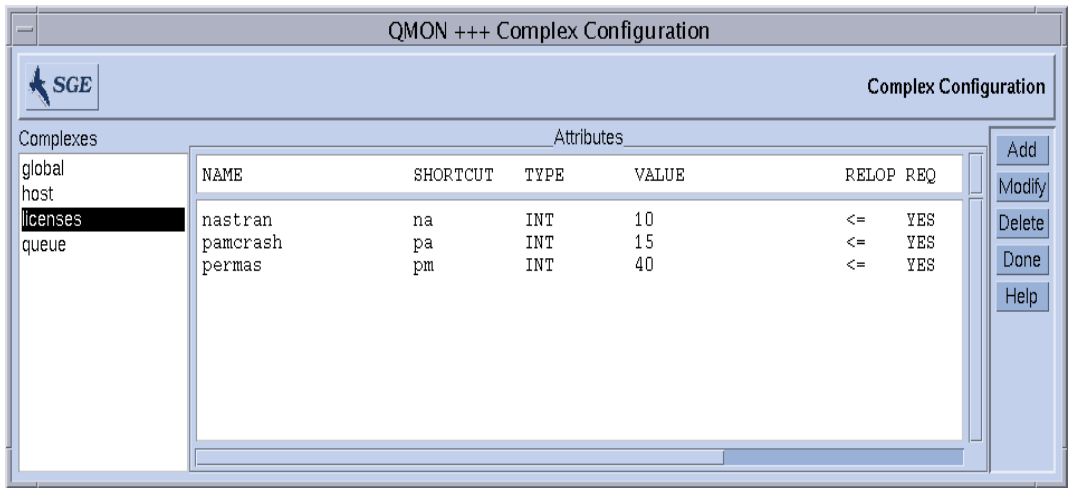 QMON +++ Complex Configuration
SGE
Complex Configuration
Complexes
global
host
licenses
queue
Attributes
NAME SHORTCUT TYPE VALUE RELOP REQ
nastran na INT 10 <= YES
pamcrash pa INT 15 <= YES
permas pm INT 40 <= YES
Add
Modify
Delete
Done
Help